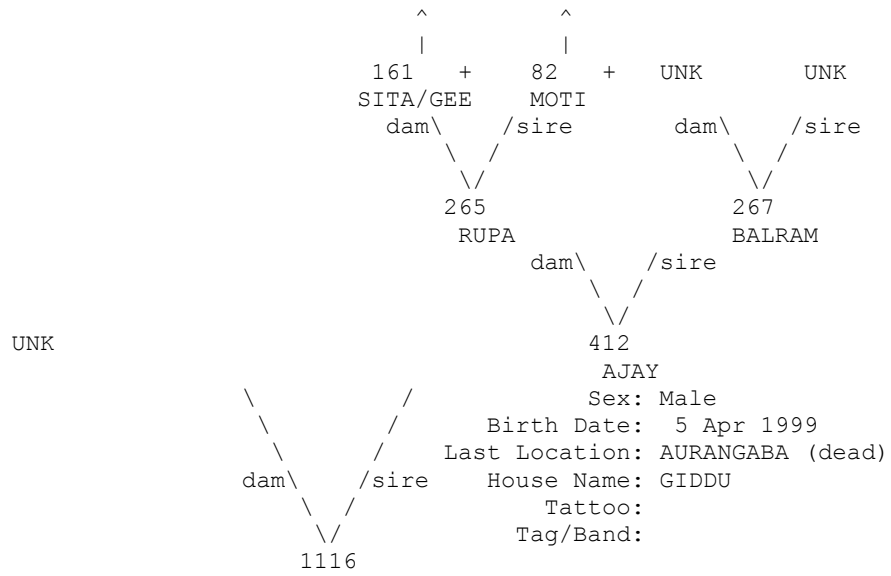 ^ ^
| |
161 + 82 + UNK UNK
SITA/GEE MOTI
dam\ /sire dam\ /sire
\ / \ /
\/ \/
265 267
RUPA BALRAM
dam\ /sire
\ /
\/
UNK 412
AJAY
\ / Sex: Male
\ / Birth Date: 5 Apr 1999
\ / Last Location: AURANGABA (dead)
dam\ /sire House Name: GIDDU
\ / Tattoo:
\/ Tag/Band:
1116